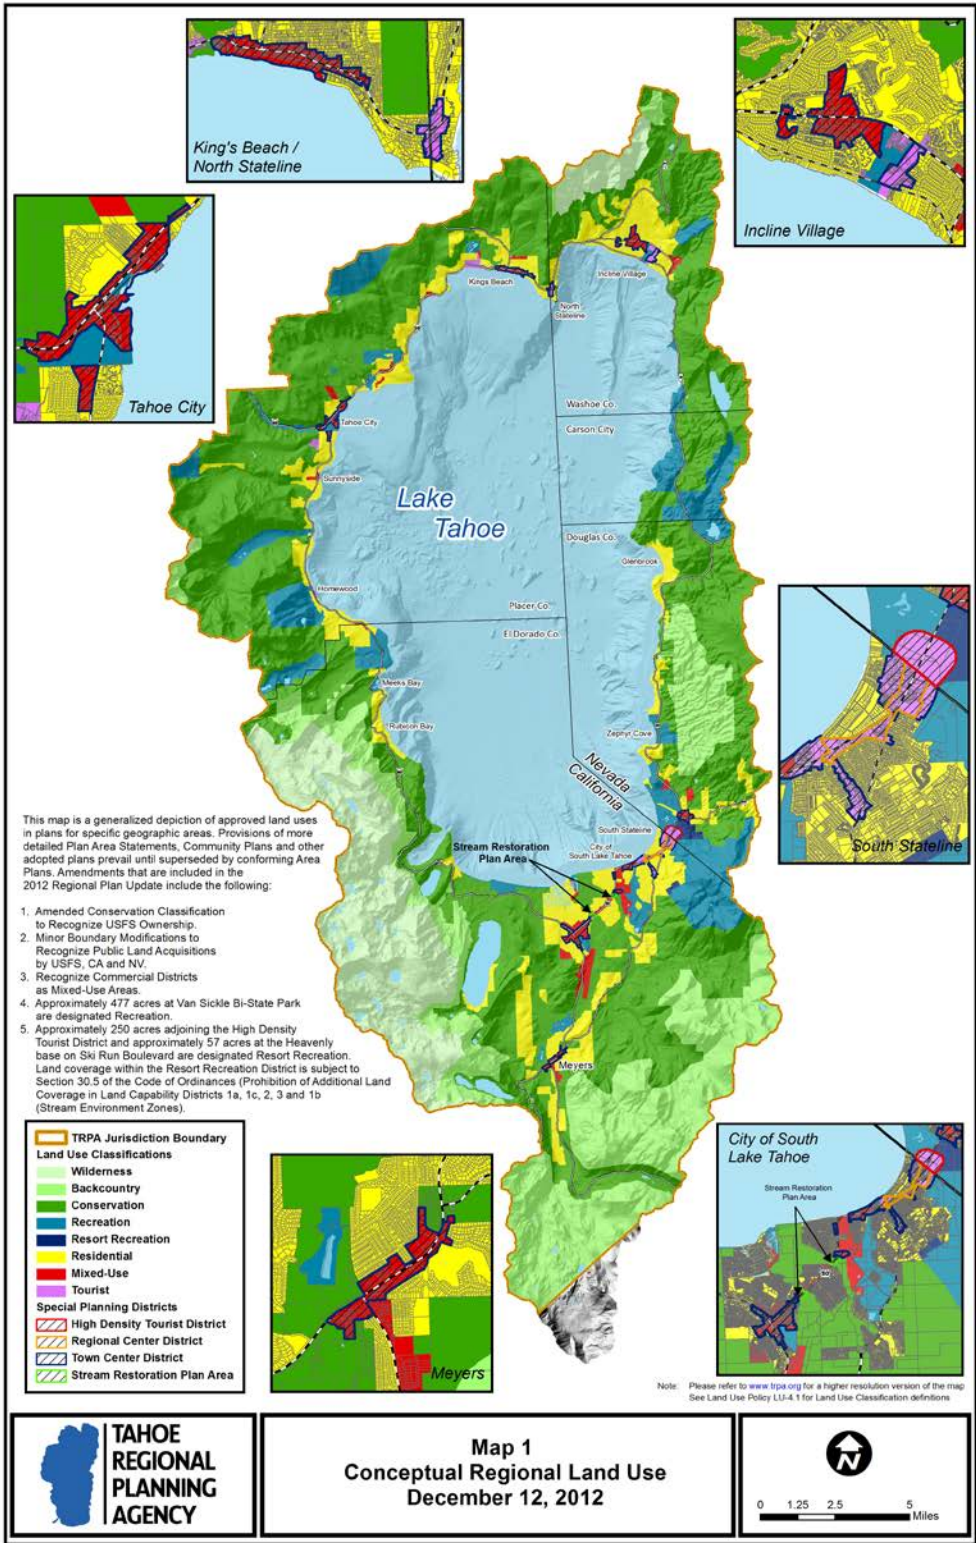 King's Beach /
North Stateline
Incline Village
Tahoe City
Kings Beach
Incline Village
North
Stateline
Washoe Co.
Carson City
Tahoe City
Sunnyside
Lake
Tahoe
Douglas Co.
Glenbrook
Homewood
Placer Co.
El Dorado Co.
Meeks Bay
Rubicon Bay
Zephyr Cove
Nevada
California
South Stateline
South Stateline
City of
South Lake Tahoe
Stream Restoration
Plan Area
Meyers
This map is a generalized depiction of approved land uses
in plans for specific geographic areas. Provisions of more
detailed Plan Area Statements, Community Plans and other
adopted plans prevail until superseded by conforming Area
Plans. Amendments that are included in the
2012 Regional Plan Update include the following:
1. Amended Conservation Classification
to Recognize USFS Ownership.
2. Minor Boundary Modifications to
Recognize Public Land Acquisitions
by USFS, CA and NV.
3. Recognize Commercial Districts
as Mixed-Use Areas.
4. Approximately 477 acres at Van Sickle Bi-State Park
are designated Recreation.
5. Approximately 250 acres adjoining the High Density
Tourist District and approximately 57 acres at the Heavenly
base on Ski Run Boulevard are designated Resort Recreation.
Land coverage within the Resort Recreation District is subject to
Section 30.5 of the Code of Ordinances (Prohibition of Additional Land
Coverage in Land Capability Districts 1a, 1c, 2, 3 and 1b
(Stream Environment Zones).
TRPA Jurisdiction Boundary
Land Use Classifications
Wilderness
Backcountry
Conservation
Recreation
Resort Recreation
Residential
Mixed-Use
Tourist
Special Planning Districts
High Density Tourist District
Regional Center District
Town Center District
Stream Restoration Plan Area
Meyers
City of South
Lake Tahoe
Stream Restoration
Plan Area
50
Note: Please refer to www.trpa.org for a higher resolution version of the map
See Land Use Policy LU-4.1 for Land Use Classification definitions
TAHOE
REGIONAL
PLANNING
AGENCY
Map 1
Conceptual Regional Land Use
December 12, 2012
N
0 1.25 2.5 5
Miles